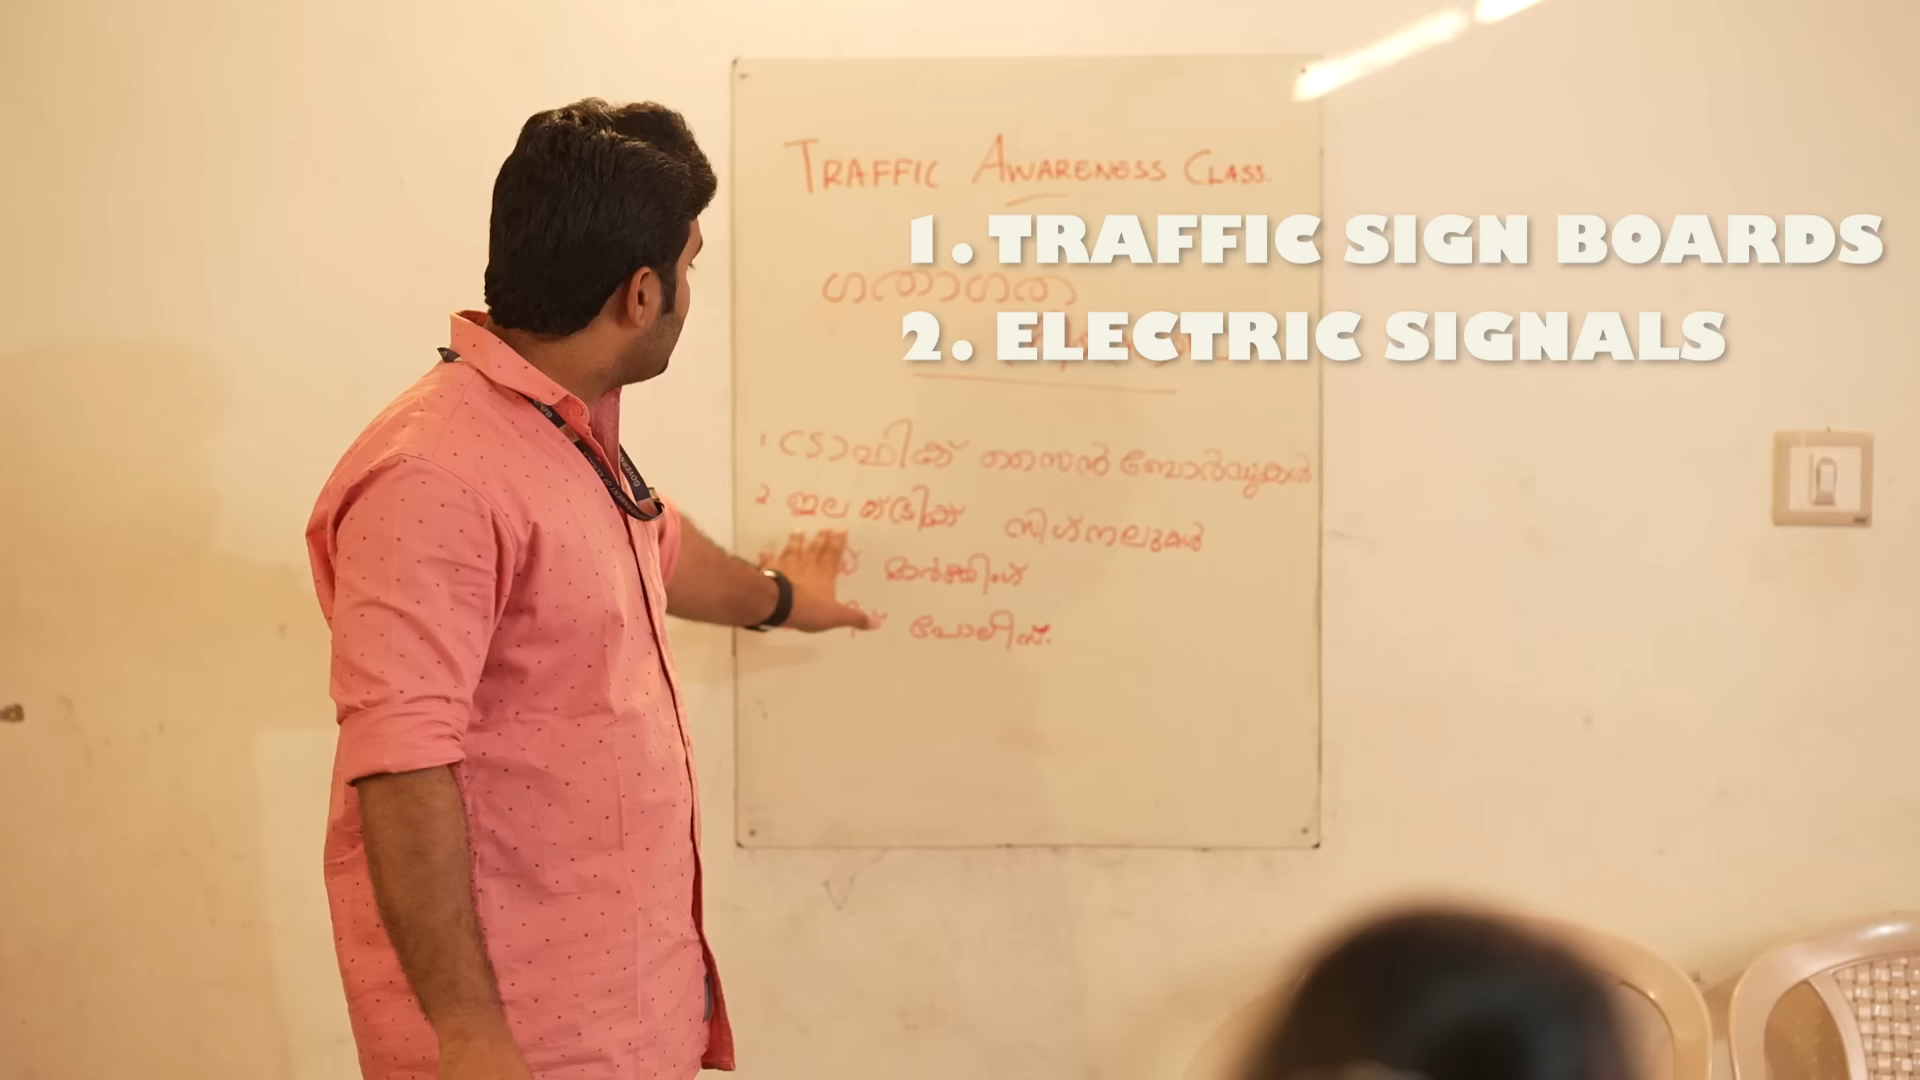 TRAFFIC AWARENESS CLASS.
1. TRAFFIC SIGN BOARDS
ഗതാഗത
2. ELECTRIC SIGNALS
1. ട്രാഫിക് സൈൻ ബോർഡുകൾ
2. ഇലക്ട്രിക് സിഗ്നലുകൾ
മാർക്കിംഗ്
പോലീസ്.